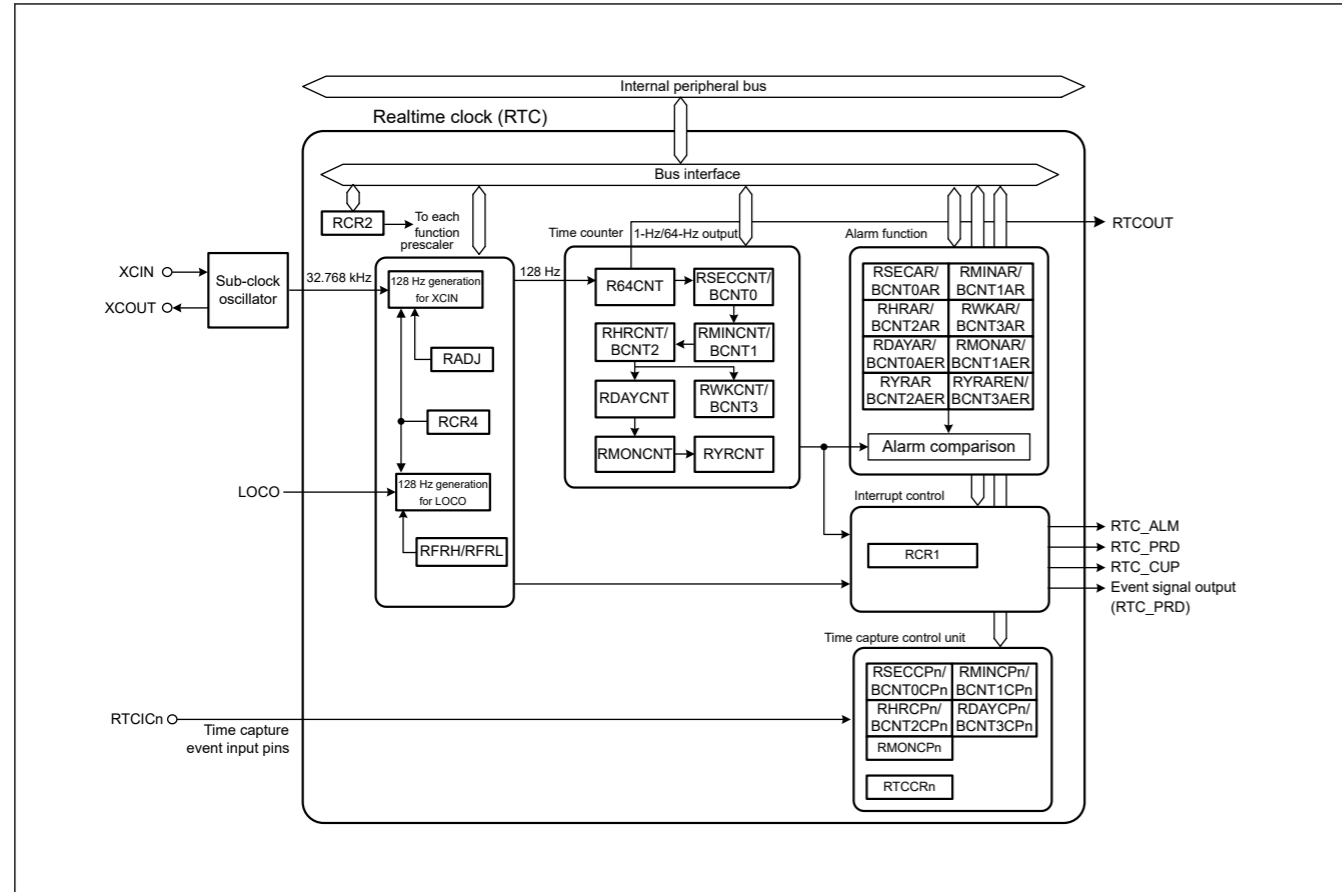 Internal peripheral bus
Realtime clock (RTC)
Bus interface
RCR2
To each
function
prescaler
Time counter
1-Hz/64-Hz output
Alarm function
RTCOUT
XCIN
XCOUT
Sub-clock
oscillator
32.768 kHz
128 Hz generation
for XCIN
RADJ
RCR4
LOCO
128 Hz generation
for LOCO
RFRH/RFRL
128 Hz
R64CNT
RSECCNT/
BCNT0
RHRCNT/
BCNT2
RMINCNT/
BCNT1
RDAYCNT
RWKCNT/
BCNT3
RMONCNT
RYRCNT
RSECAR/
BCNT0AR
RMINAR/
BCNT1AR
RHRAR/
BCNT2AR
RWKAR/
BCNT3AR
RDAYAR/
BCNT0AER
RMONAR/
BCNT1AER
RYRAR
BCNT2AER
RYRAREN/
BCNT3AER
Alarm comparison
Interrupt control
RCR1
RTC_ALM
RTC_PRD
RTC_CUP
Event signal output
(RTC_PRD)
Time capture control unit
RSECCPn/
BCNT0CPn
RMINCPn/
BCNT1CPn
RHRCPn/
BCNT2CPn
RDAYCPn/
BCNT3CPn
RMONCPn
RTCCRn
RTCICn
Time capture
event input pins